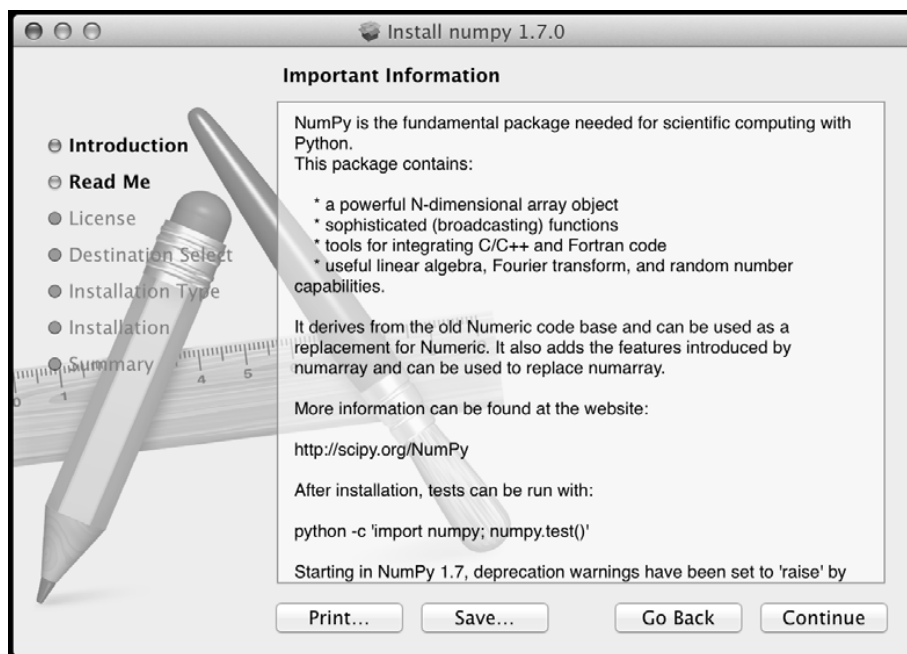 Install numpy 1.7.0
Important Information
Introduction
Read Me
License
Destination Select
Installation Type
Installation
Summary
0 1 4 5
NumPy is the fundamental package needed for scientific computing with
Python.
This package contains:
* a powerful N-dimensional array object
* sophisticated (broadcasting) functions
* tools for integrating C/C++ and Fortran code
* useful linear algebra, Fourier transform, and random number
capabilities.
It derives from the old Numeric code base and can be used as a
replacement for Numeric. It also adds the features introduced by
numarray and can be used to replace numarray.
More information can be found at the website:
http://scipy.org/NumPy
After installation, tests can be run with:
python -c 'import numpy; numpy.test()'
Starting in NumPy 1.7, deprecation warnings have been set to 'raise' by
Print... Save... Go Back Continue